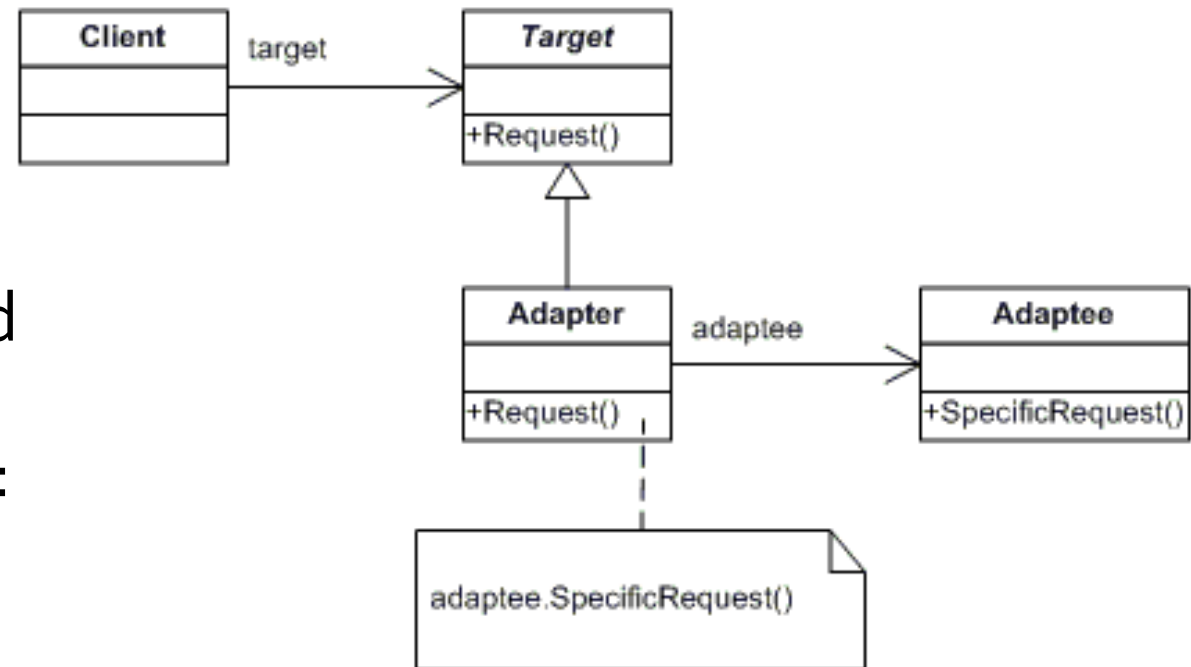 Client
target
Target
+Request()
d
Adapter
adaptee
Adaptee
+Request()
+SpecificRequest()
:
adaptee.SpecificRequest()